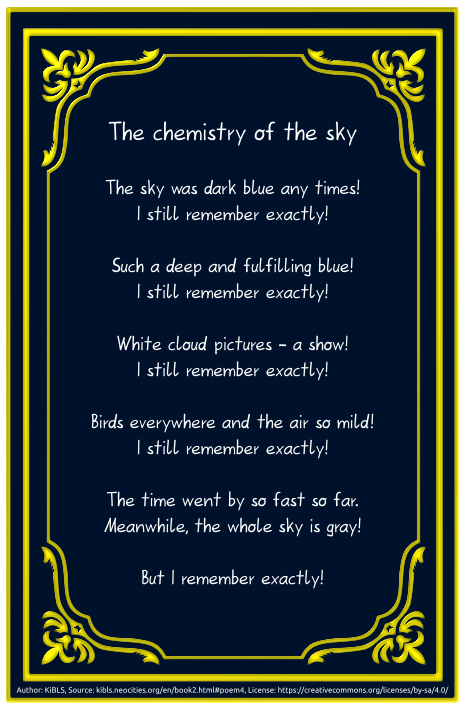 The chemistry of the sky
The sky was dark blue any times!
I still remember exactly!
Such a deep and fulfilling blue!
I still remember exactly!
White cloud pictures – a show!
I still remember exactly!
Birds everywhere and the air so mild!
I still remember exactly!
The time went by so fast so far.
Meanwhile, the whole sky is gray!
But I remember exactly!
Author: KiBLS, Source: kibls.neocities.org/en/book2.html#poem4, License: https://creativecommons.org/licenses/by-sa/4.0/